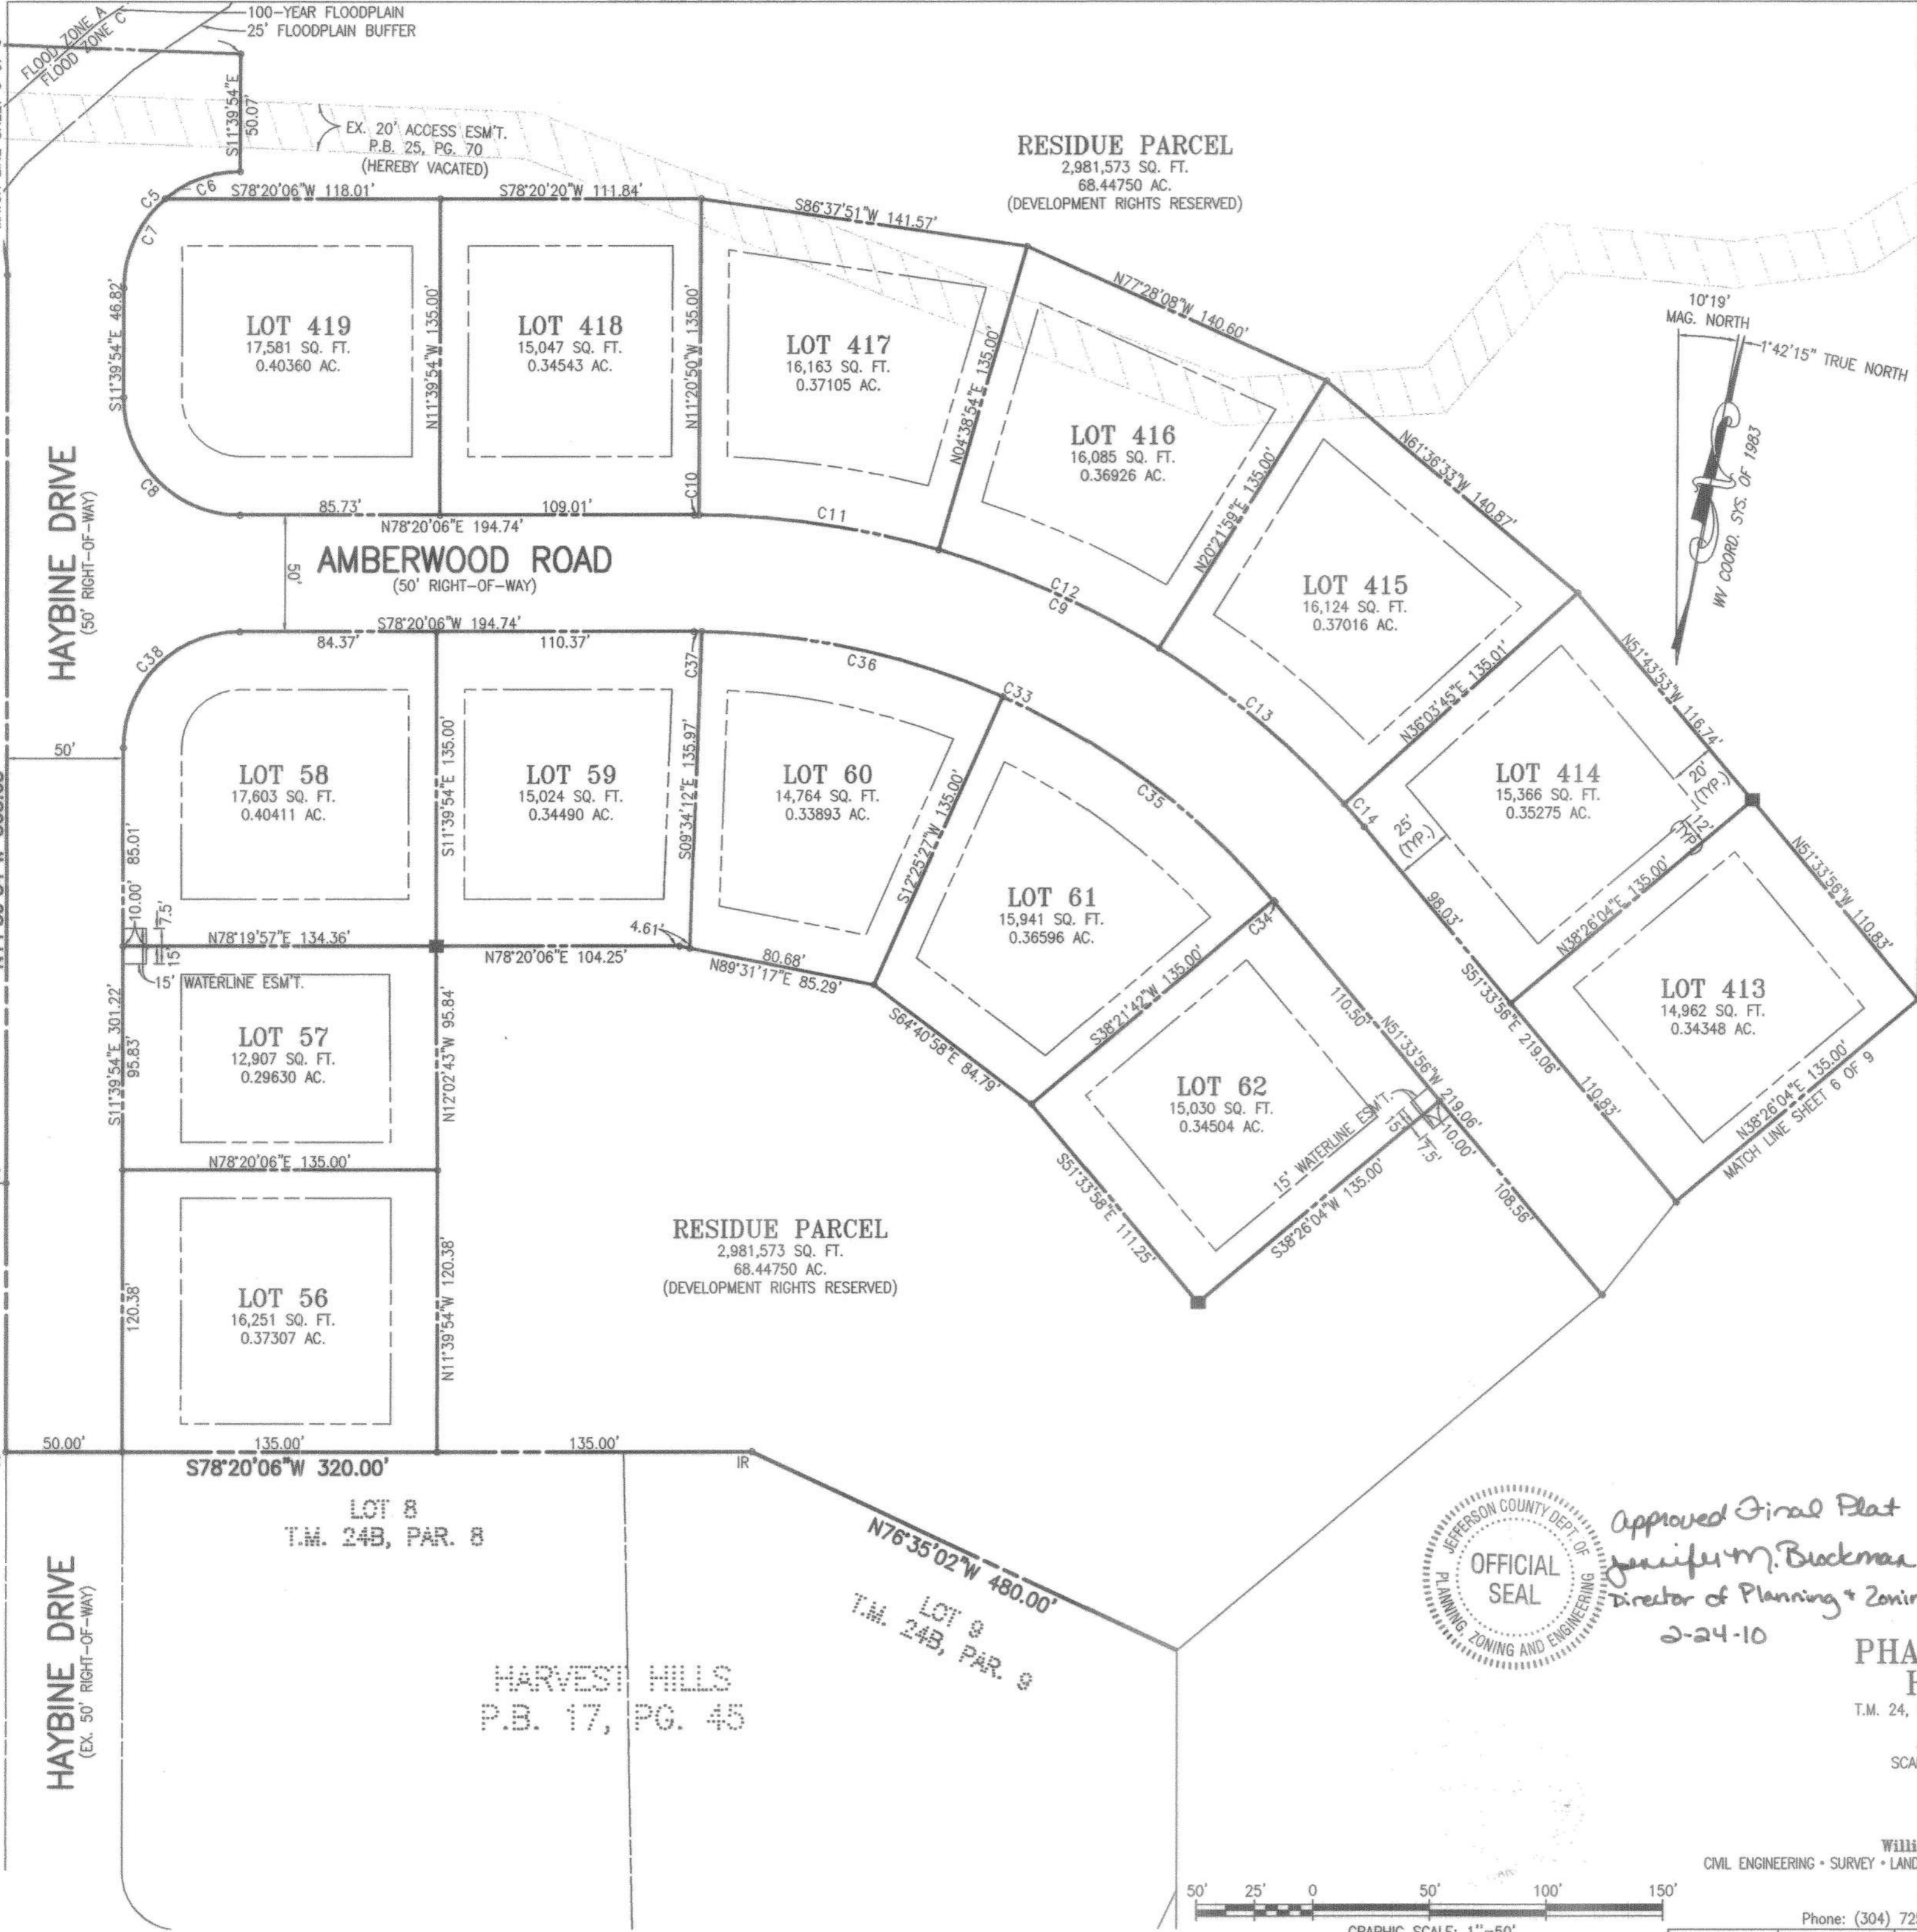 FLOOD ZONE A
FLOOD ZONE C
100-YEAR FLOODPLAIN
25' FLOODPLAIN BUFFER
S11°39'54"E
50.07'
EX. 20' ACCESS ESM'T.
P.B. 25, PG. 70
(HEREBY VACATED)
RESIDUE PARCEL
2,981,573 SQ. FT.
68.44750 AC.
(DEVELOPMENT RIGHTS RESERVED)
C5
C6
C7
S78°20'06"W 118.01'
S78°20'20"W 111.84'
S86°37'51"W 141.57'
N77°28'08"W 140.60'
10°19'
MAG. NORTH
1°42'15" TRUE NORTH
WV COORD. SYS. OF 1983
S11°39'54"E 46.82'
LOT 419
17,581 SQ. FT.
0.40360 AC.
N11°39'54"W 135.00'
LOT 418
15,047 SQ. FT.
0.34543 AC.
N11°20'50"W 135.00'
LOT 417
16,163 SQ. FT.
0.37105 AC.
N04°38'54"E 135.00'
LOT 416
16,085 SQ. FT.
0.36926 AC.
N20°21'59"E 135.00'
N61°36'33"W 140.87'
LOT 415
16,124 SQ. FT.
0.37016 AC.
HAYBINE DRIVE
(50' RIGHT-OF-WAY)
C8
85.73'
109.01'
C10
C11
N78°20'06"E 194.74'
50'
AMBERWOOD ROAD
(50' RIGHT-OF-WAY)
C12
C9
S78°20'06"W 194.74'
84.37'
110.37'
C38
C37
C36
C33
C13
N36°03'45"E 135.01'
N51°43'53"W 116.74'
50'
LOT 58
17,603 SQ. FT.
0.40411 AC.
S11°39'54"E 135.00'
LOT 59
15,024 SQ. FT.
0.34490 AC.
S09°34'12"E 135.97'
LOT 60
14,764 SQ. FT.
0.33893 AC.
S12°25'27"W 135.00'
C35
LOT 414
15,366 SQ. FT.
0.35275 AC.
20'
(TYP.)
12'
(TYP)
C14
25'
(TYP.)
98.03'
N38°26'04"E 135.00'
N51°33'56"W 110.83'
85.01'
10.00'
7.5'
15'
N78°19'57"E 134.36'
4.61'
N78°20'06"E 104.25'
80.68'
N89°31'17"E 85.29'
LOT 61
15,941 SQ. FT.
0.36596 AC.
C34
S38°21'42"W 135.00'
S64°40'58"E 84.79'
110.50'
N51°33'56"W 219.06'
S51°33'56"E 219.06'
110.83'
LOT 413
14,962 SQ. FT.
0.34348 AC.
N38°26'04"E 135.00'
MATCH LINE SHEET 6 OF 9
15' WATERLINE ESM'T.
S11°39'54"E 301.22'
95.83'
LOT 57
12,907 SQ. FT.
0.29630 AC.
N12°02'43"W 95.84'
N78°20'06"E 135.00'
LOT 62
15,030 SQ. FT.
0.34504 AC.
15' WATERLINE ESM'T.
15'
7.5'
10.00'
108.56'
S51°33'58"E 111.25'
S38°26'04"W 135.00'
RESIDUE PARCEL
2,981,573 SQ. FT.
68.44750 AC.
(DEVELOPMENT RIGHTS RESERVED)
120.38'
LOT 56
16,251 SQ. FT.
0.37307 AC.
N11°39'54"W 120.38'
50.00'
135.00'
135.00'
S78°20'06"W 320.00'
IR
N76°35'02"W 480.00'
LOT 8
T.M. 24B, PAR. 8
LOT 9
T.M. 24B, PAR. 9
HARVEST HILLS
P.B. 17, PG. 45
HAYBINE DRIVE
(EX. 50' RIGHT-OF-WAY)
JEFFERSON COUNTY DEPT. OF
PLANNING, ZONING AND ENGINEERING
OFFICIAL
SEAL
Approved Final Plat
Jennifer M. Brockman
Director of Planning + Zonin
2-24-10
PHA
T.M. 24,
SCA
Willi
CIVIL ENGINEERING • SURVEY • LAND
Phone: (304) 72
50' 25' 0 50' 100' 150'
GRAPHIC SCALE: 1"=50'